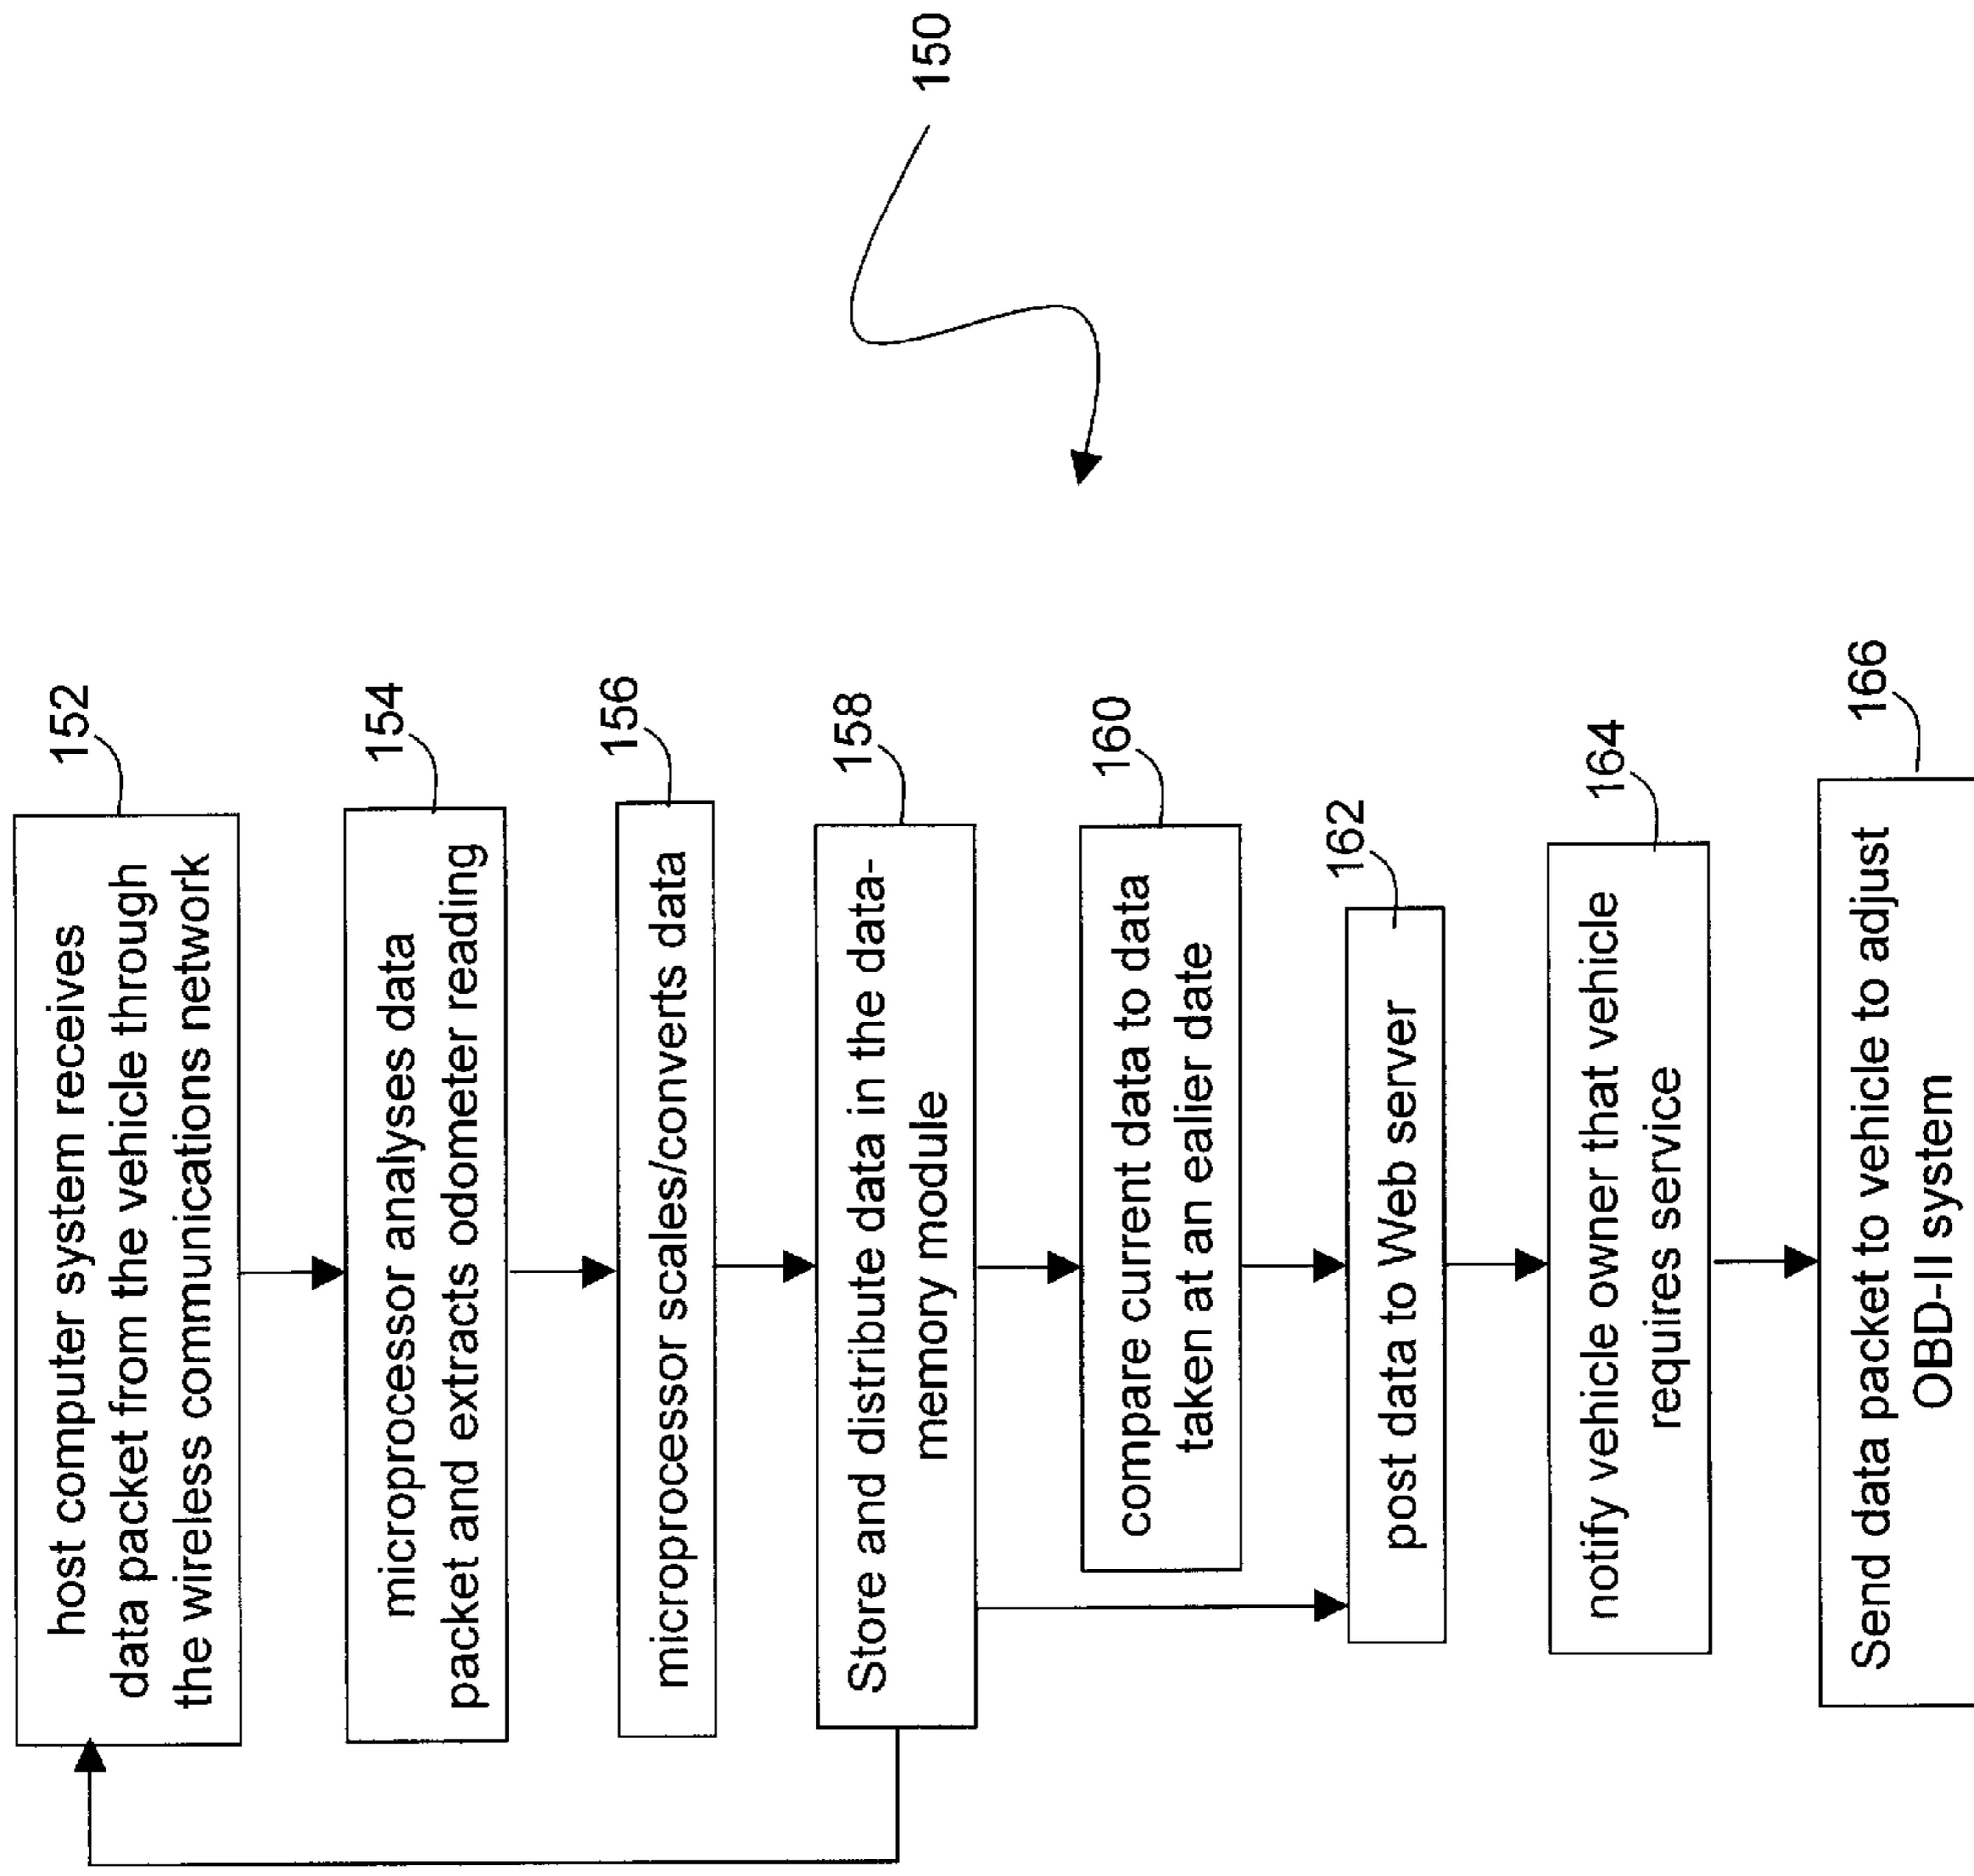 150
152
host computer system receives
data packet from the vehicle through
the wireless communications network
154
microprocessor analyses data
packet and extracts odometer reading
156
microprocessor scales/converts data
158
Store and distribute data in the data-
memory module
160
compare current data to data
taken at an ealier date
162
post data to Web server
164
notify vehicle owner that vehicle
requires service
166
Send data packet to vehicle to adjust
OBD-II system